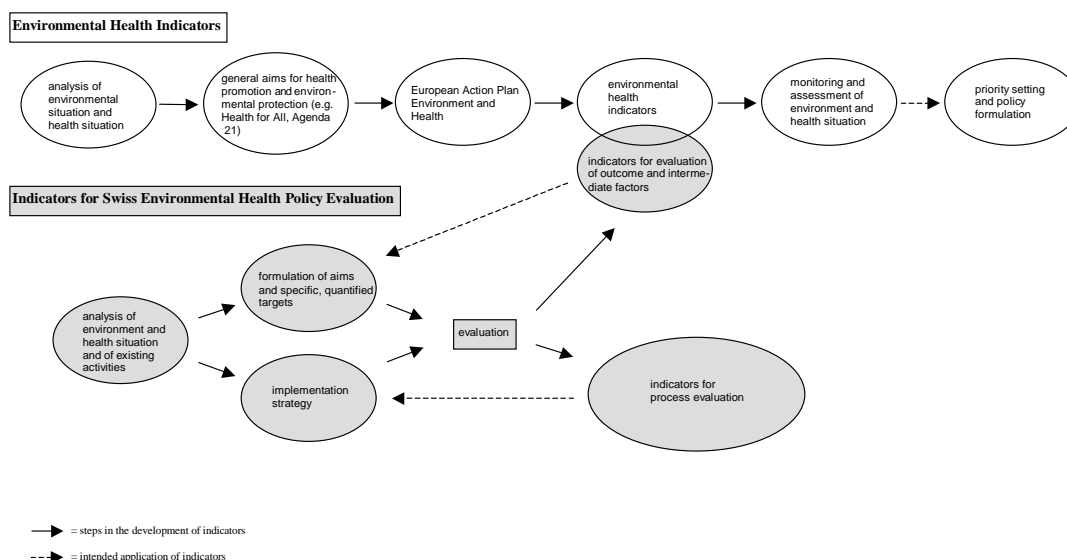 Environmental Health Indicators
analysis of
environmental
situation and
health situation
general aims for health
promotion and environ-
mental protection (e.g.
Health for All, Agenda
21)
European Action Plan
Environment and
Health
environmental
health
indicators
monitoring and
assessment of
environment and
health situation
priority setting
and policy
formulation
indicators for evaluation
of outcome and interme-
diate factors
Indicators for Swiss Environmental Health Policy Evaluation
formulation of aims
and specific, quantified
targets
analysis of
environment and
health situation
and of existing
activities
evaluation
implementation
strategy
indicators for
process evaluation
= steps in the development of indicators
= intended application of indicators